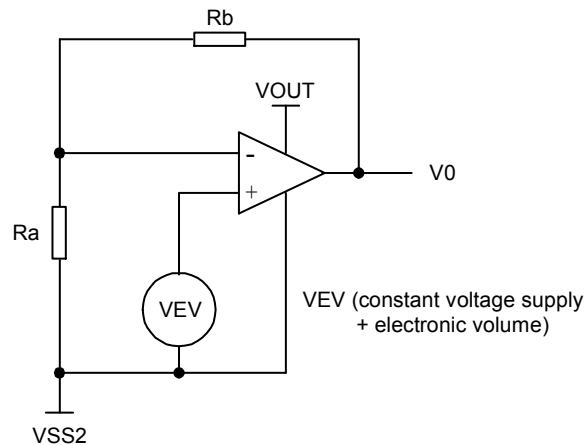 Rb
VOUT
-
V0
+
Ra
VEV
VEV (constant voltage supply
+ electronic volume)
VSS2